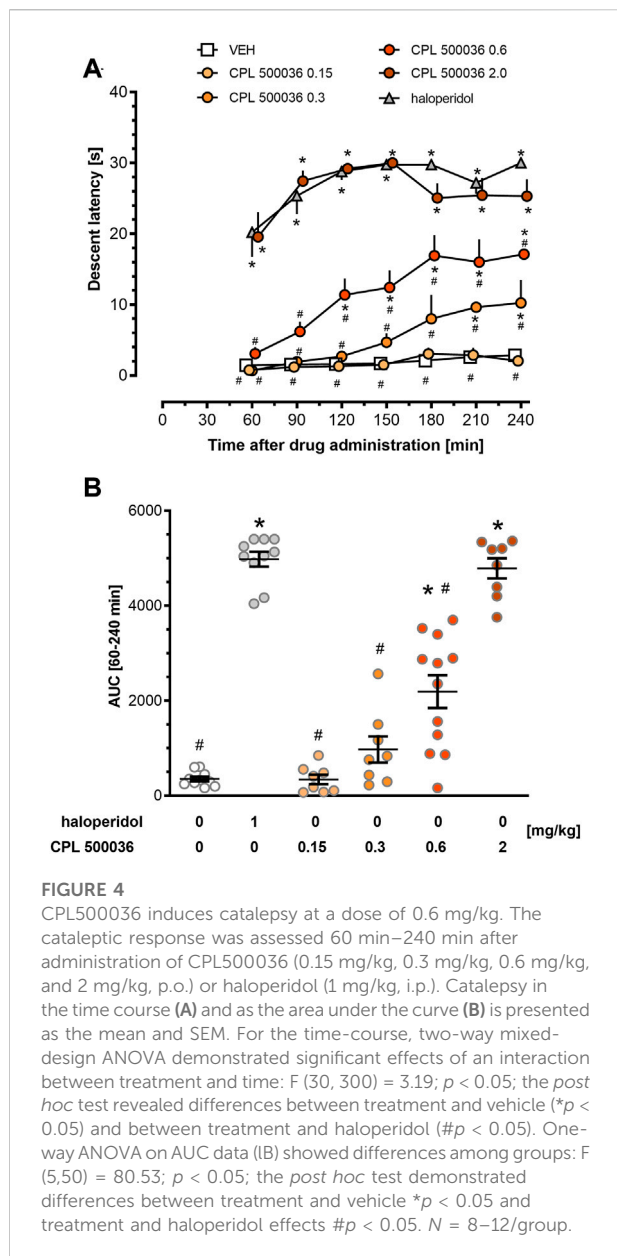 A
VEH
CPL 500036 0.15
CPL 500036 0.3
CPL 500036 0.6
CPL 500036 2.0
haloperidol
Descent latency [s]
40
30
20
10
0
* * * * * * *
* * * * * * *
*
#
# # * # * # * # * #
# # # # # * # * #
# # # # # # # #
0 30 60 90 120 150 180 210 240
Time after drug administration [min]
B
AUC [60-240 min]
6000
4000
2000
0
# * # # * # *
haloperidol 0 1 0 0 0 0 [mg/kg]
CPL 500036 0 0 0.15 0.3 0.6 2
FIGURE 4
CPL500036 induces catalepsy at a dose of 0.6 mg/kg. The
cataleptic response was assessed 60 min–240 min after
administration of CPL500036 (0.15 mg/kg, 0.3 mg/kg, 0.6 mg/kg,
and 2 mg/kg, p.o.) or haloperidol (1 mg/kg, i.p.). Catalepsy in
the time course (A) and as the area under the curve (B) is presented
as the mean and SEM. For the time-course, two-way mixed-
design ANOVA demonstrated significant effects of an interaction
between treatment and time: F (30, 300) = 3.19; p < 0.05; the post
hoc test revealed differences between treatment and vehicle (*p <
0.05) and between treatment and haloperidol (#p < 0.05). One-
way ANOVA on AUC data (lB) showed differences among groups: F
(5,50) = 80.53; p < 0.05; the post hoc test demonstrated
differences between treatment and vehicle *p < 0.05 and
treatment and haloperidol effects #p < 0.05. N = 8–12/group.